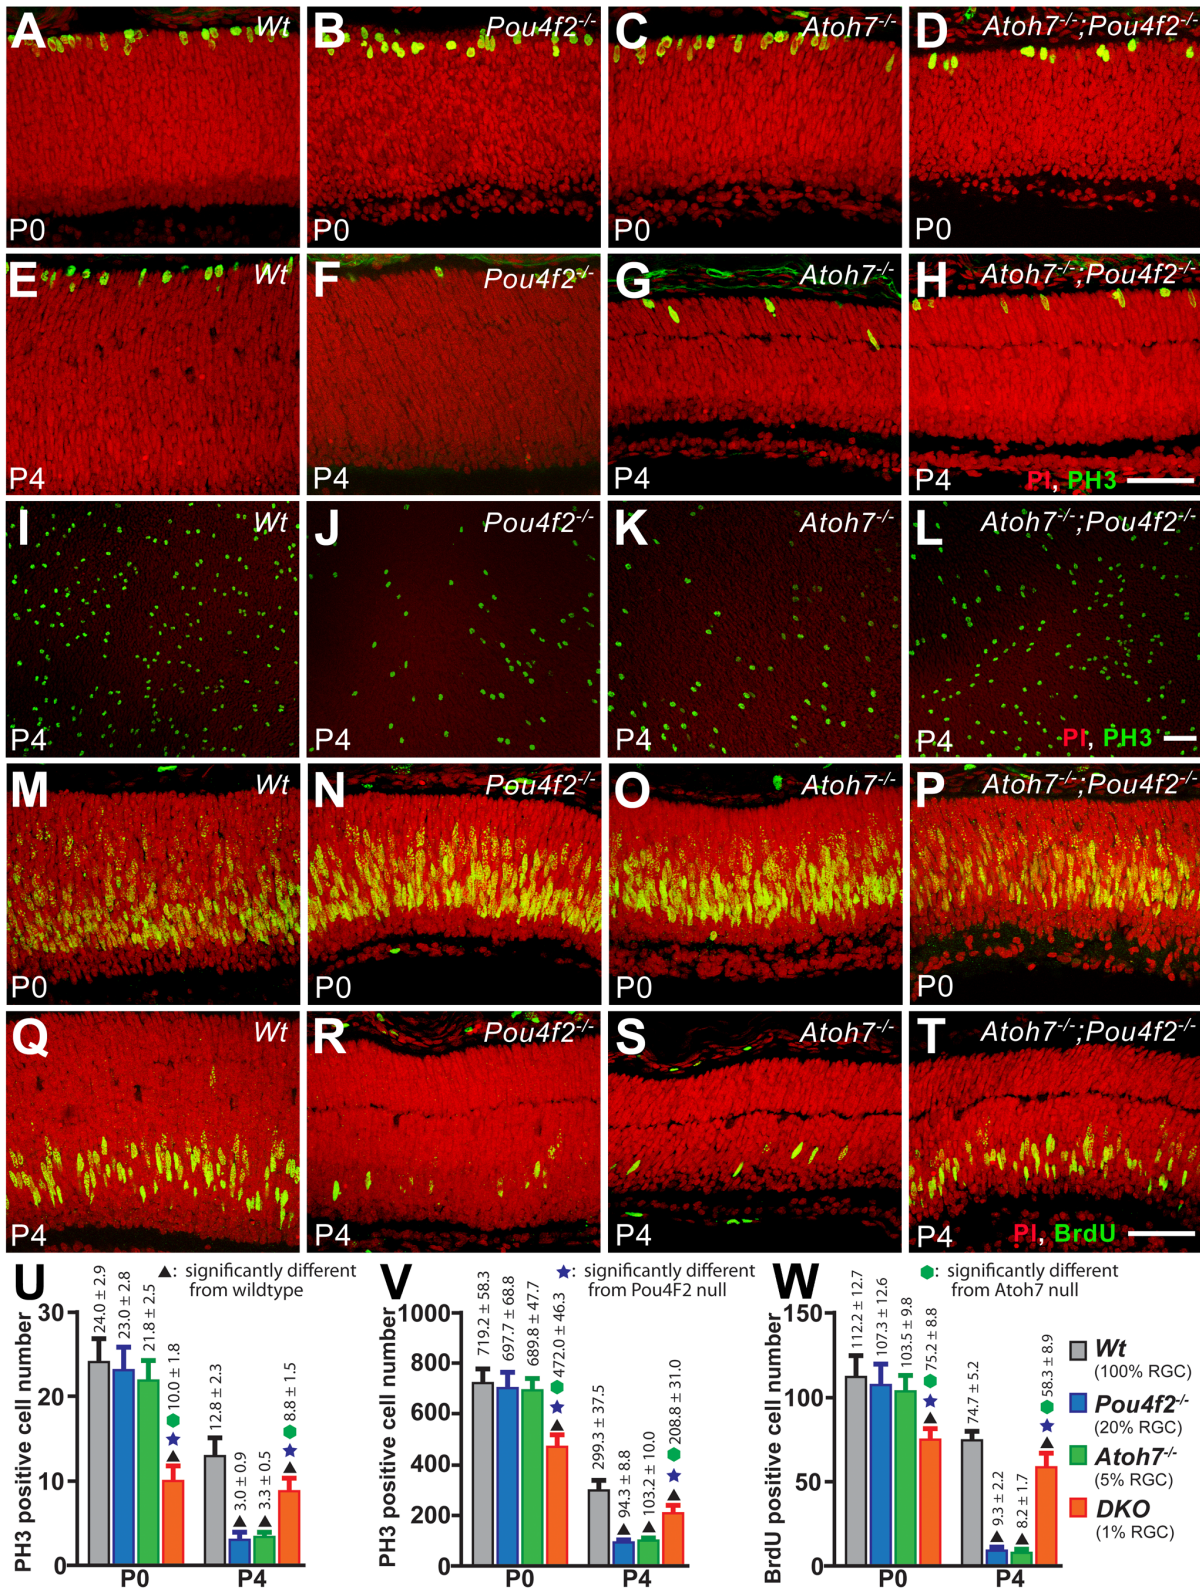 A Wt
B Pou4f2-/-
C Atoh7-/-
D Atoh7-/-;Pou4f2-/-
P0
P0
P0
P0
E Wt
F Pou4f2-/-
G Atoh7-/-
H Atoh7-/-;Pou4f2-/-
P4
P4
P4
P4 PI, PH3
I Wt
J Pou4f2-/-
K Atoh7-/-
L Atoh7-/-;Pou4f2-/-
P4
P4
P4
P4 PI, PH3
M Wt
N Pou4f2-/-
O Atoh7-/-
P Atoh7-/-;Pou4f2-/-
P0
P0
P0
P0
Q Wt
R Pou4f2-/-
S Atoh7-/-
T Atoh7-/-;Pou4f2-/-
P4
P4
P4
P4 PI, BrdU
U
▲: significantly different
from wildtype
PH3 positive cell number
30
20
10
0
24.0 ± 2.9
23.0 ± 2.8
21.8 ± 2.5
10.0 ± 1.8
12.8 ± 2.3
3.0 ± 0.9
3.3 ± 0.5
8.8 ± 1.5
P0
P4
V
★: significantly different
from Pou4F2 null
PH3 positive cell number
1000
800
600
400
200
0
719.2 ± 58.3
697.7 ± 68.8
689.8 ± 47.7
472.0 ± 46.3
299.3 ± 37.5
94.3 ± 8.8
103.2 ± 10.0
208.8 ± 31.0
P0
P4
W
⬢: significantly different
from Atoh7 null
BrdU positive cell number
150
100
50
0
112.2 ± 12.7
107.3 ± 12.6
103.5 ± 9.8
75.2 ± 8.8
74.7 ± 5.2
9.3 ± 2.2
8.2 ± 1.7
58.3 ± 8.9
P0
P4
Wt
(100% RGC)
Pou4f2-/-
(20% RGC)
Atoh7-/-
(5% RGC)
DKO
(1% RGC)